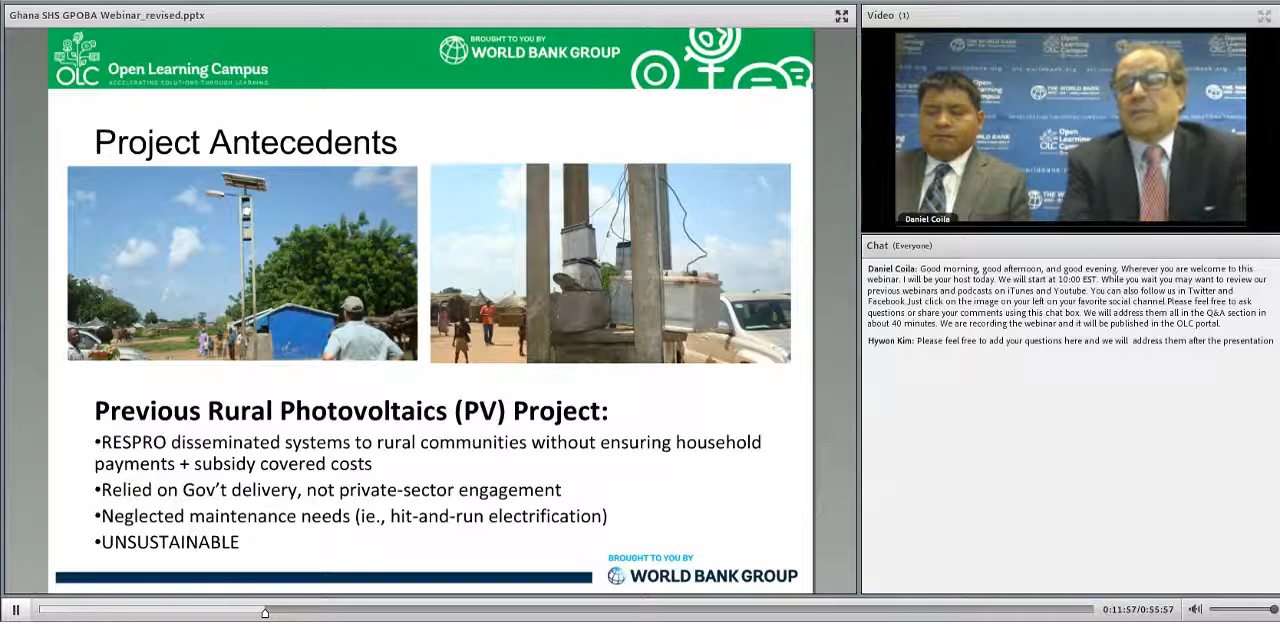 Ghana SHS GPOBA Webinar_revised.pptx
OLC
Open Learning Campus
ACCELERATING SOLUTIONS THROUGH LEARNING
BROUGHT TO YOU BY
WORLD BANK GROUP
Project Antecedents
Previous Rural Photovoltaics (PV) Project:
•RESPRO disseminated systems to rural communities without ensuring household
payments + subsidy covered costs
•Relied on Gov’t delivery, not private-sector engagement
•Neglected maintenance needs (ie., hit-and-run electrification)
•UNSUSTAINABLE
BROUGHT TO YOU BY
WORLD BANK GROUP
Video (1)
THE WORLD BANK
Open
Learning
Campus
OLC
Daniel Coila
Chat (Everyone)
Daniel Coila: Good morning, good afternoon, and good evening. Wherever you are welcome to this
webinar. I will be your host today. We will start at 10:00 EST. While you wait you may want to review our
previous webinars and podcasts on iTunes and Youtube. You can also follow us in Twitter and
Facebook.Just click on the image on your left on your favorite social channel.Please feel free to ask
questions or share your comments using this chat box. We will address them all in the Q&A section in
about 40 minutes. We are recording the webinar and it will be published in the OLC portal.
Hywon Kim: Please feel free to add your questions here and we will address them after the presentation
0:11:57/0:55:57